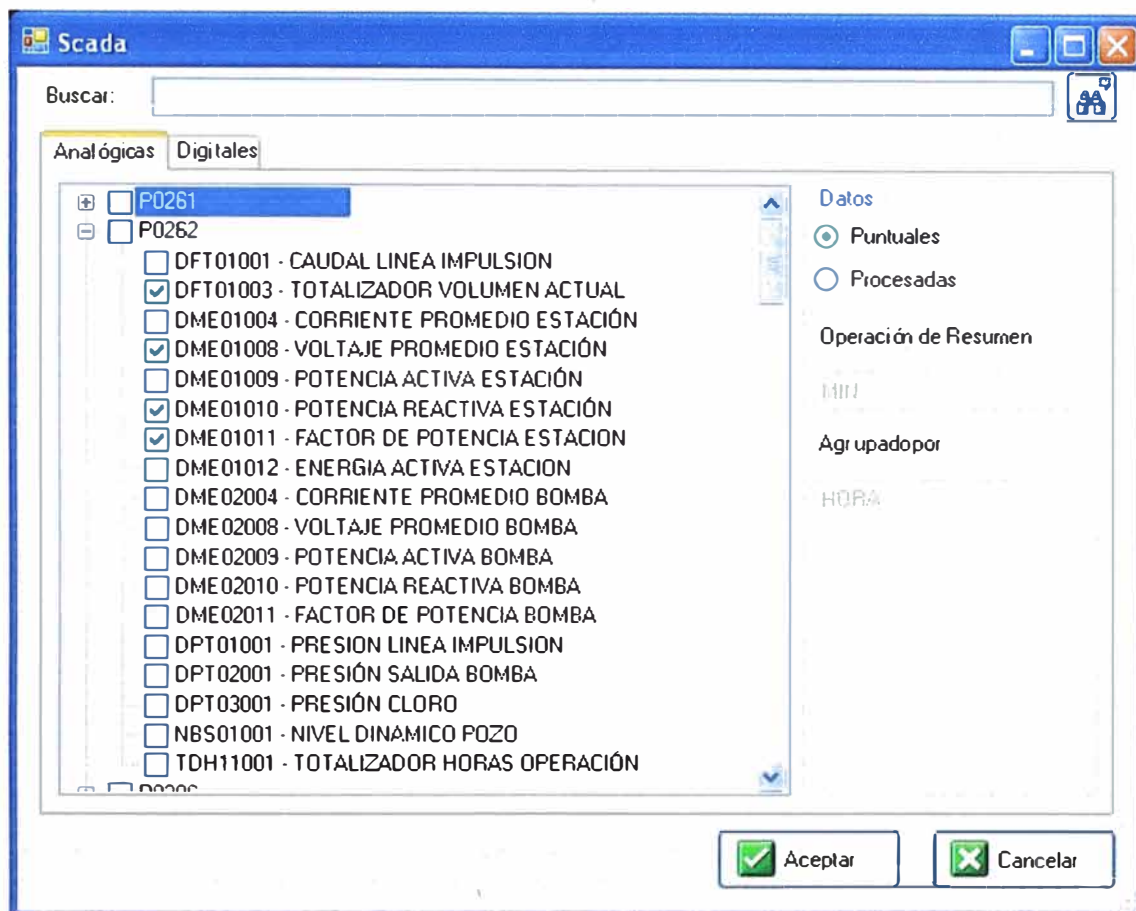 Scada
Buscar:
Analógicas Digitales
P0261
P0262
DFT01001 - CAUDAL LINEA IMPULSION
DFT01003 - TOTALIZADOR VOLUMEN ACTUAL
DME01004 - CORRIENTE PROMEDIO ESTACIÓN
DME01008 - VOLTAJE PROMEDIO ESTACIÓN
DME01009 - POTENCIA ACTIVA ESTACIÓN
DME01010 - POTENCIA REACTIVA ESTACIÓN
DME01011 - FACTOR DE POTENCIA ESTACION
DME01012 - ENERGIA ACTIVA ESTACION
DME02004 - CORRIENTE PROMEDIO BOMBA
DME02008 - VOLTAJE PROMEDIO BOMBA
DME02009 - POTENCIA ACTIVA BOMBA
DME02010 - POTENCIA REACTIVA BOMBA
DME02011 - FACTOR DE POTENCIA BOMBA
DPT01001 - PRESION LINEA IMPULSION
DPT02001 - PRESIÓN SALIDA BOMBA
DPT03001 - PRESIÓN CLORO
NBS01001 - NIVEL DINAMICO POZO
TDH11001 - TOTALIZADOR HORAS OPERACIÓN
Datos
Puntuales
Procesadas
Operación de Resumen
MIN
Agrupadopor
HORA
Aceptar
Cancelar